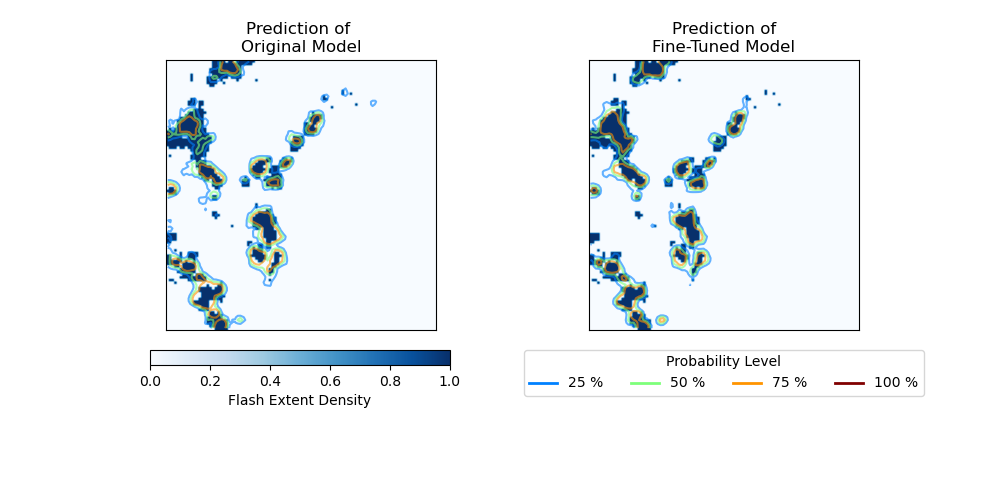 Prediction of
Original Model
Prediction of
Fine-Tuned Model
0.0 0.2 0.4 0.6 0.8 1.0
Flash Extent Density
Probability Level
25 % 50 % 75 % 100 %